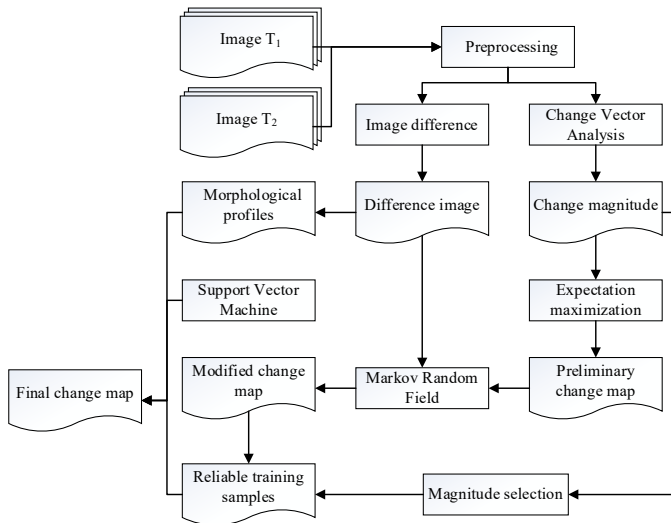 Image T₁
Preprocessing
Image T₂
Image difference
Change Vector
Analysis
Morphological
profiles
Difference image
Change magnitude
Support Vector
Machine
Expectation
maximization
Final change map
Modified change
map
Markov Random
Field
Preliminary
change map
Reliable training
samples
Magnitude selection